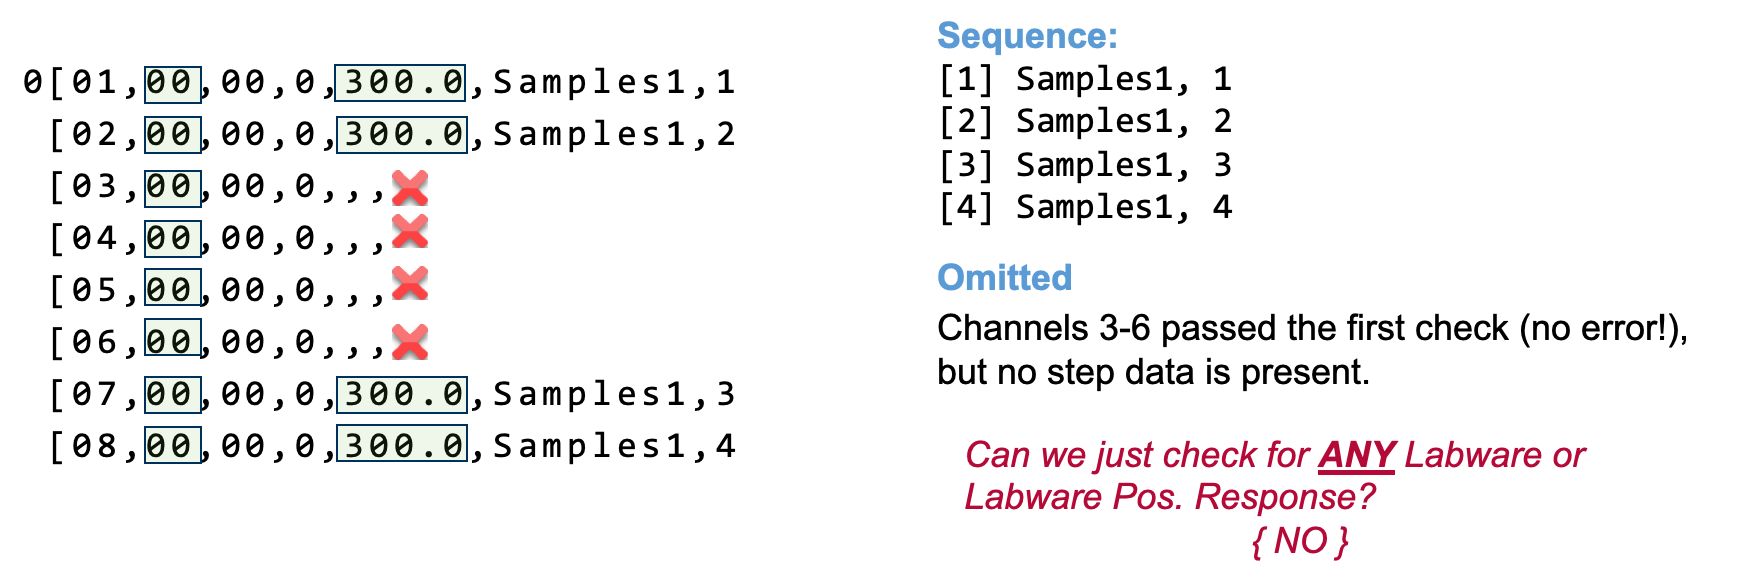 0[01,00,00,0,300.0,Samples1,1
[02,00,00,0,300.0,Samples1,2
[03,00,00,0,,,
[04,00,00,0,,,
[05,00,00,0,,,
[06,00,00,0,,,
[07,00,00,0,300.0,Samples1,3
[08,00,00,0,300.0,Samples1,4
Sequence:
[1] Samples1, 1
[2] Samples1, 2
[3] Samples1, 3
[4] Samples1, 4
Omitted
Channels 3-6 passed the first check (no error!),
but no step data is present.
Can we just check for ANY Labware or
Labware Pos. Response?
{ NO }